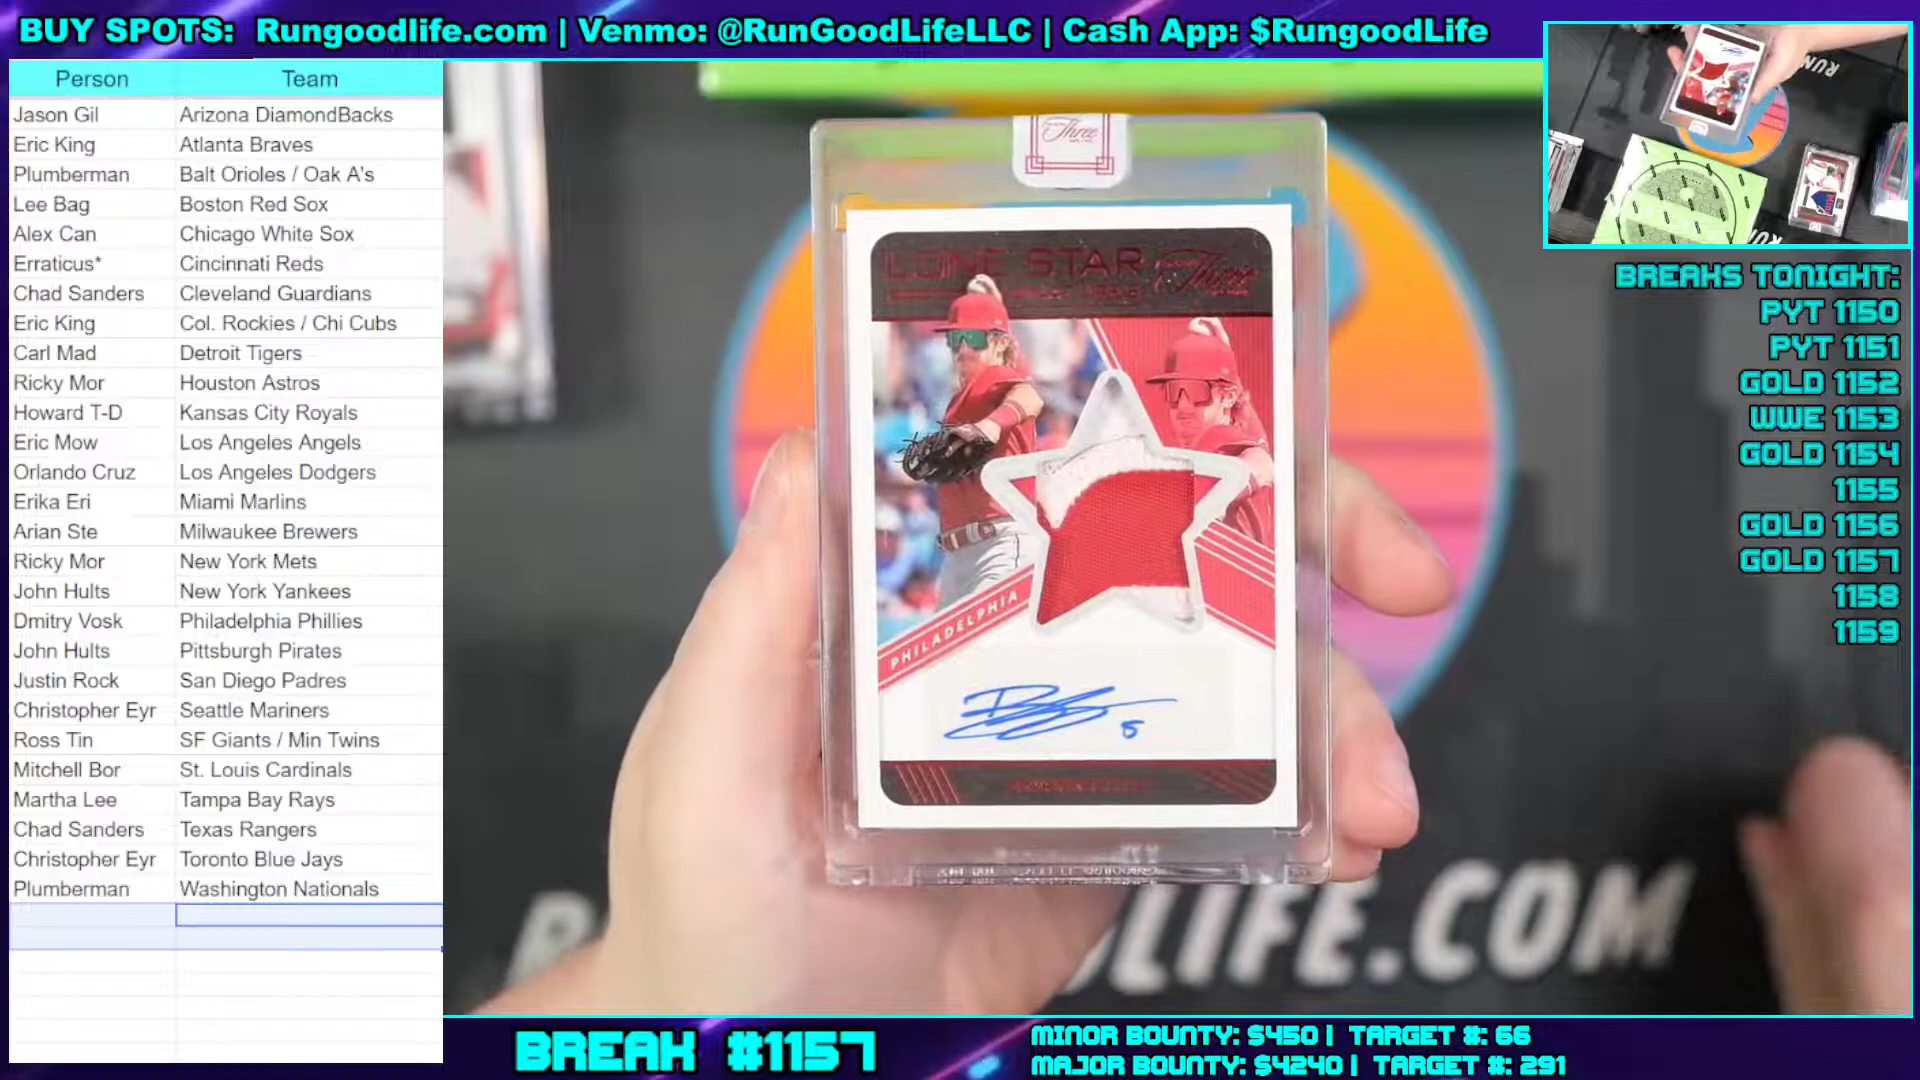 BUY SPOTS: Rungoodlife.com | Venmo: @RunGoodLifeLLC | Cash App: $RungoodLife
Person Team
Jason Gil Arizona DiamondBacks
Eric King Atlanta Braves
Plumberman Balt Orioles / Oak A's
Lee Bag Boston Red Sox
Alex Can Chicago White Sox
Erraticus* Cincinnati Reds
Chad Sanders Cleveland Guardians
Eric King Col. Rockies / Chi Cubs
Carl Mad Detroit Tigers
Ricky Mor Houston Astros
Howard T-D Kansas City Royals
Eric Mow Los Angeles Angels
Orlando Cruz Los Angeles Dodgers
Erika Eri Miami Marlins
Arian Ste Milwaukee Brewers
Ricky Mor New York Mets
John Hults New York Yankees
Dmitry Vosk Philadelphia Phillies
John Hults Pittsburgh Pirates
Justin Rock San Diego Padres
Christopher Eyr Seattle Mariners
Ross Tin SF Giants / Min Twins
Mitchell Bor St. Louis Cardinals
Martha Lee Tampa Bay Rays
Chad Sanders Texas Rangers
Christopher Eyr Toronto Blue Jays
Plumberman Washington Nationals
Three
LONE STAR
Three
PHILADELPHIA
5
LIFE.COM
RUN
BREAKS TONIGHT:
PYT 1150
PYT 1151
GOLD 1152
WWE 1153
GOLD 1154
1155
GOLD 1156
GOLD 1157
1158
1159
BREAK #1157
MINOR BOUNTY: $450 | TARGET #: 66
MAJOR BOUNTY: $4240 | TARGET #: 291